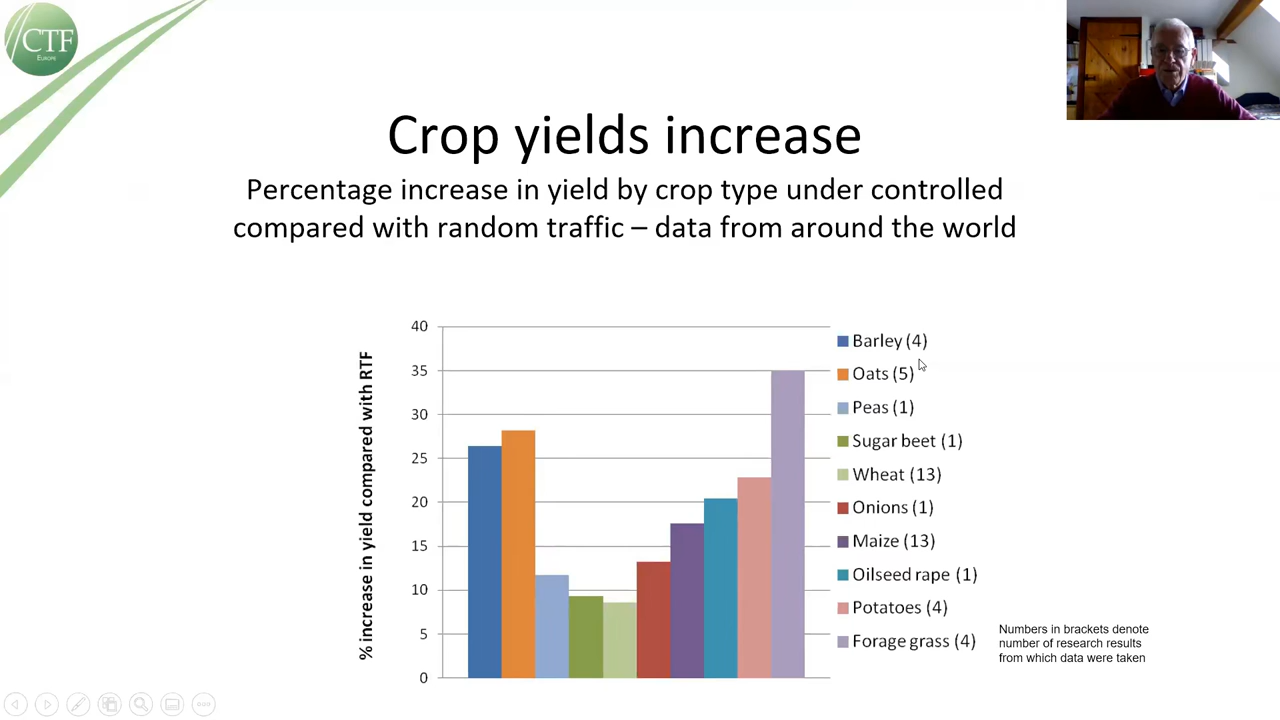 CTF
EUROPE
Crop yields increase
Percentage increase in yield by crop type under controlled
compared with random traffic – data from around the world
% increase in yield compared with RTF
40
35
30
25
20
15
10
5
0
Barley (4)
Oats (5)
Peas (1)
Sugar beet (1)
Wheat (13)
Onions (1)
Maize (13)
Oilseed rape (1)
Potatoes (4)
Forage grass (4)
Numbers in brackets denote
number of research results
from which data were taken